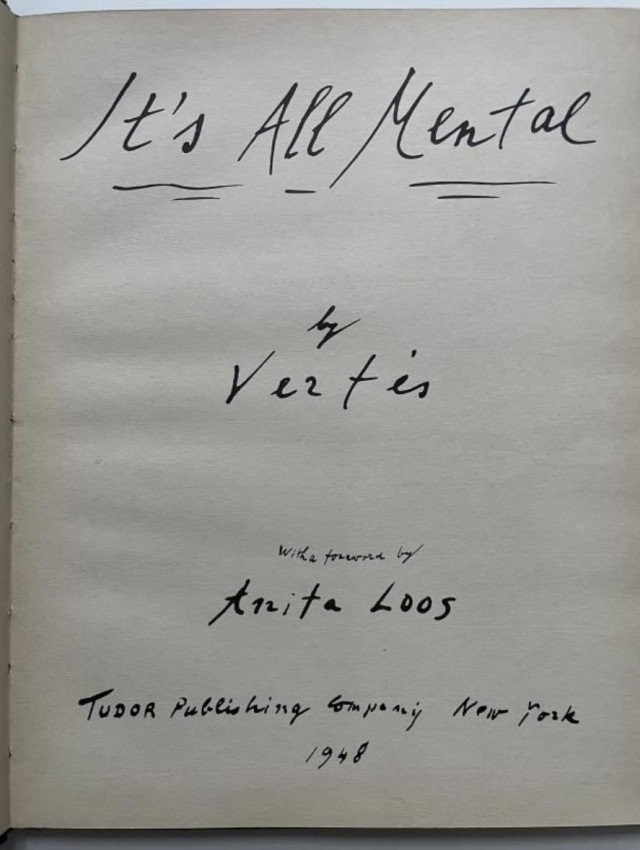 It's All Mental
by
Vertès
With a foreword by
Anita Loos
TUDOR Publishing Company New York
1948